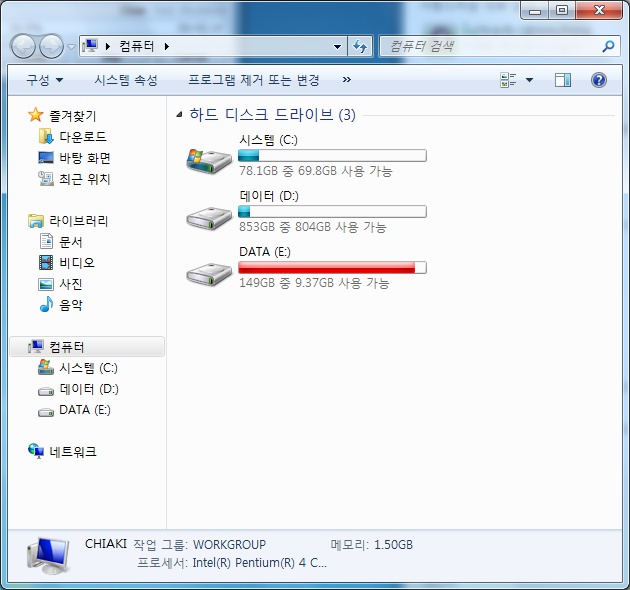 컴퓨터
컴퓨터 검색
구성
시스템 속성
프로그램 제거 또는 변경
»
즐겨찾기
다운로드
바탕 화면
최근 위치
라이브러리
문서
비디오
사진
음악
컴퓨터
시스템 (C:)
데이터 (D:)
DATA (E:)
네트워크
하드 디스크 드라이브 (3)
시스템 (C:)
78.1GB 중 69.8GB 사용 가능
데이터 (D:)
853GB 중 804GB 사용 가능
DATA (E:)
149GB 중 9.37GB 사용 가능
CHIAKI 작업 그룹: WORKGROUP 메모리: 1.50GB
프로세서: Intel(R) Pentium(R) 4 C...